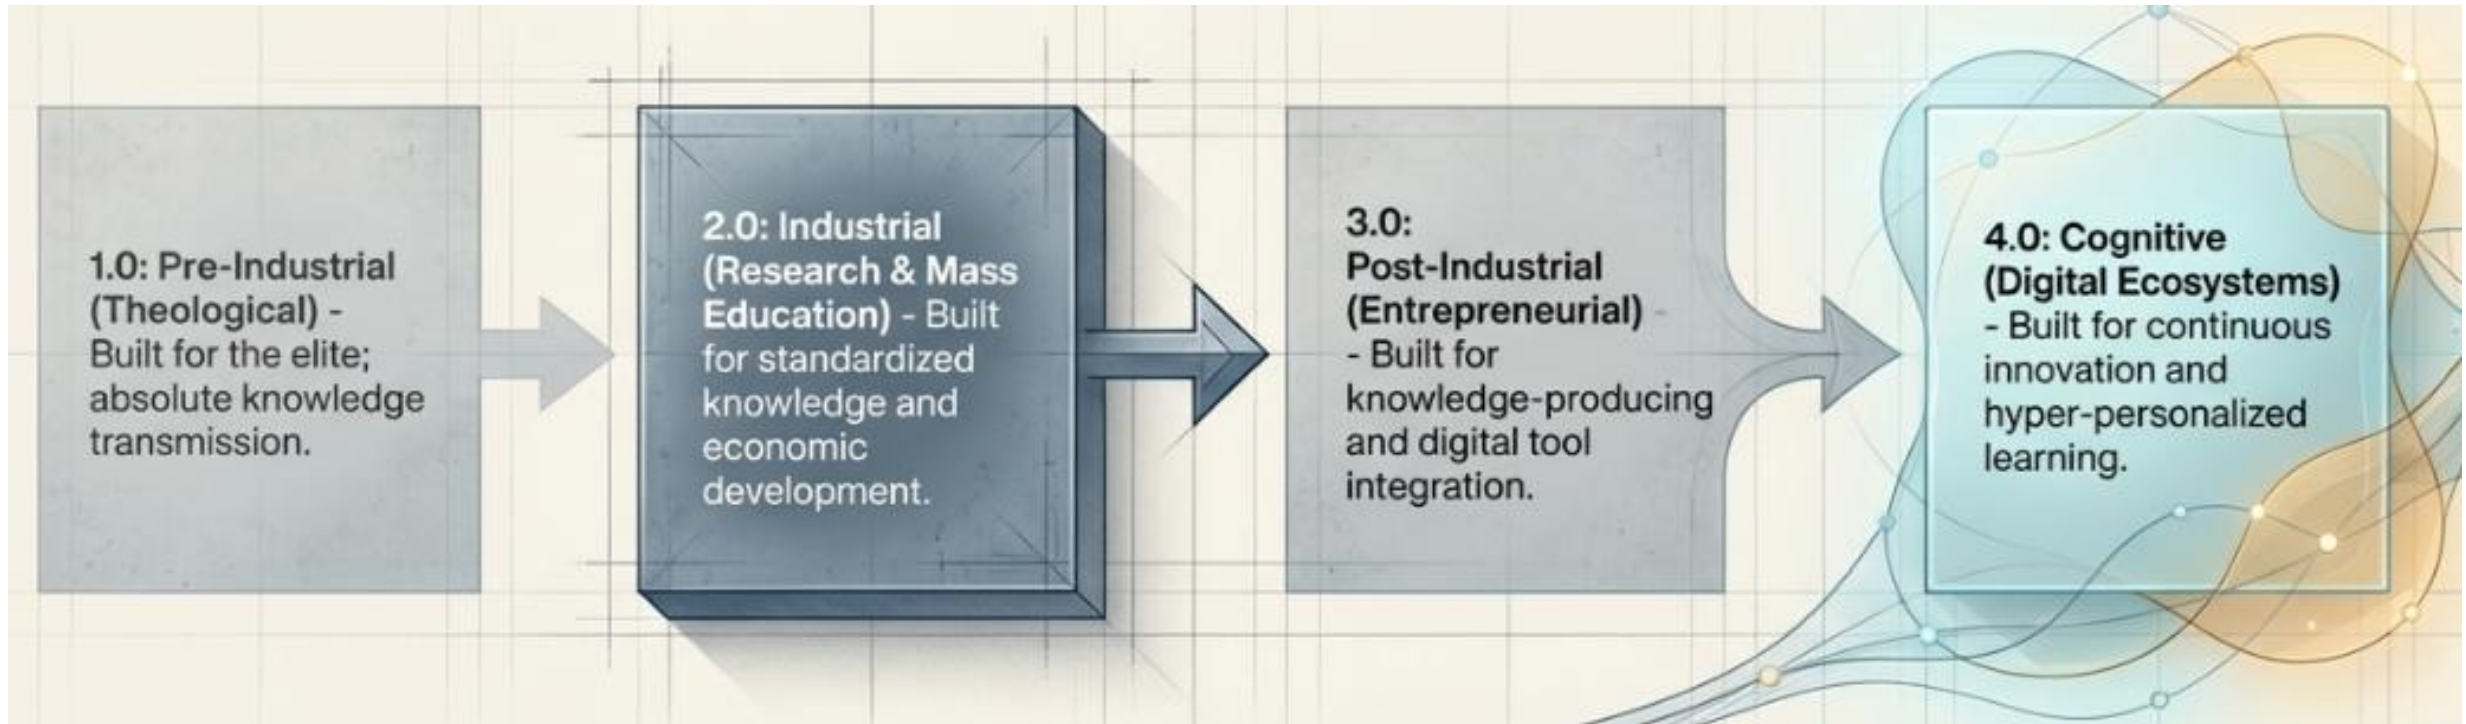 1.0: Pre-Industrial
(Theological) -
Built for the elite;
absolute knowledge
transmission.
2.0: Industrial
(Research & Mass
Education) - Built
for standardized
knowledge and
economic
development.
3.0:
Post-Industrial
(Entrepreneurial) -
- Built for
knowledge-producing
and digital tool
integration.
4.0: Cognitive
(Digital Ecosystems)
- Built for continuous
innovation and
hyper-personalized
learning.